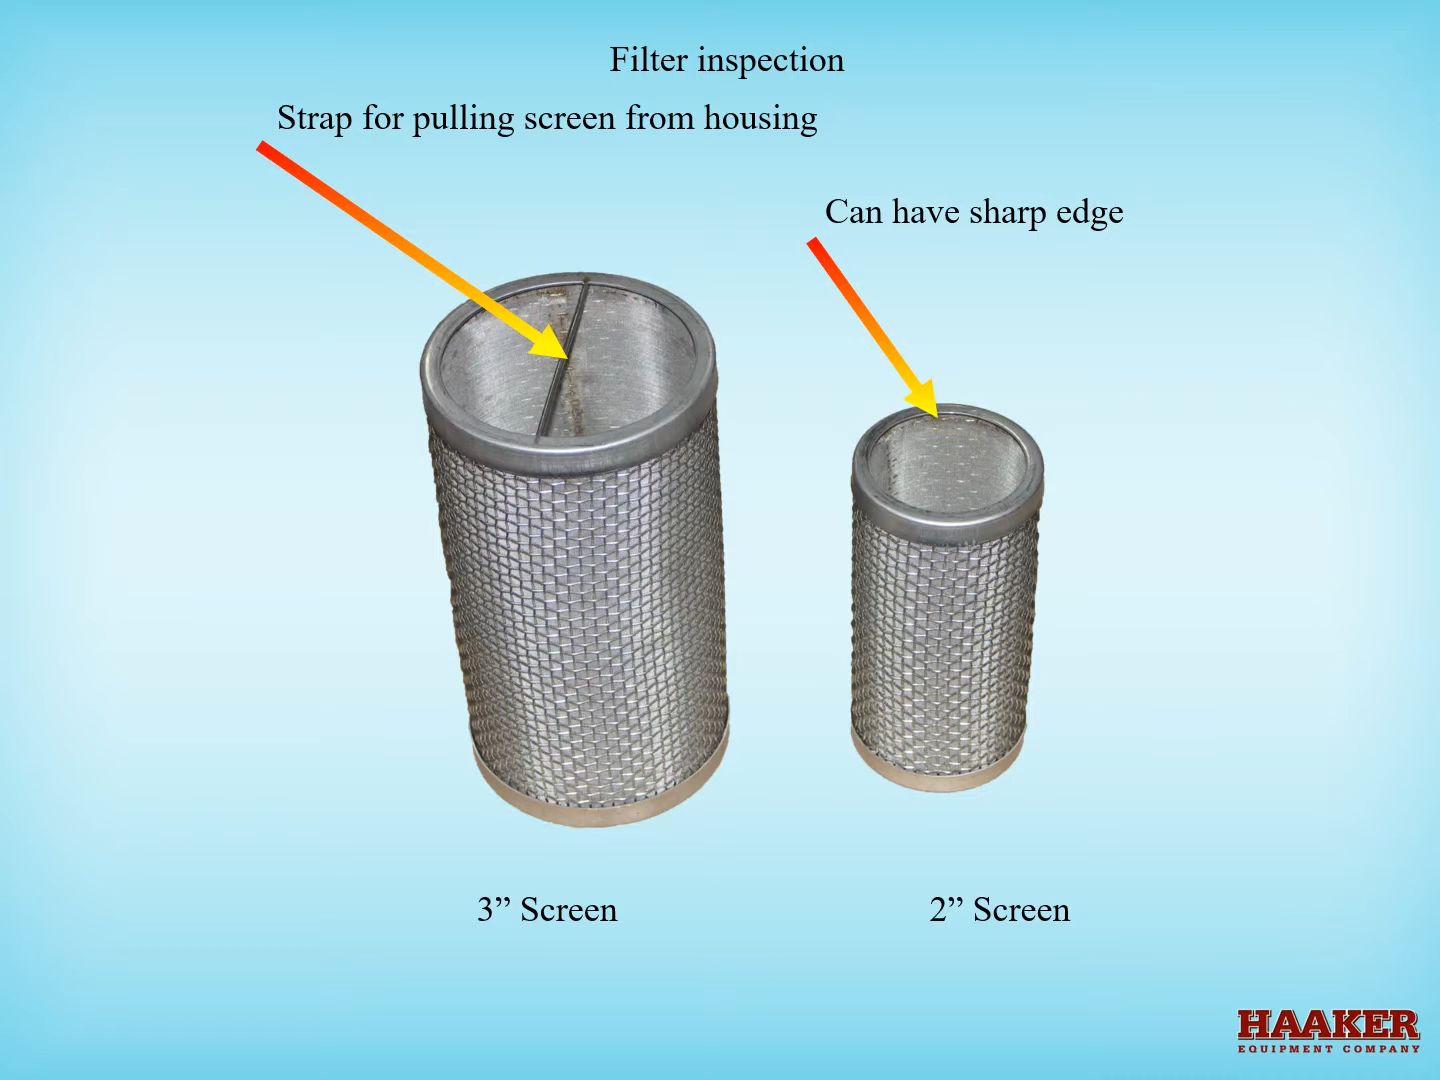 Filter inspection
Strap for pulling screen from housing
Can have sharp edge
3” Screen
2” Screen
HAAKER
EQUIPMENT COMPANY